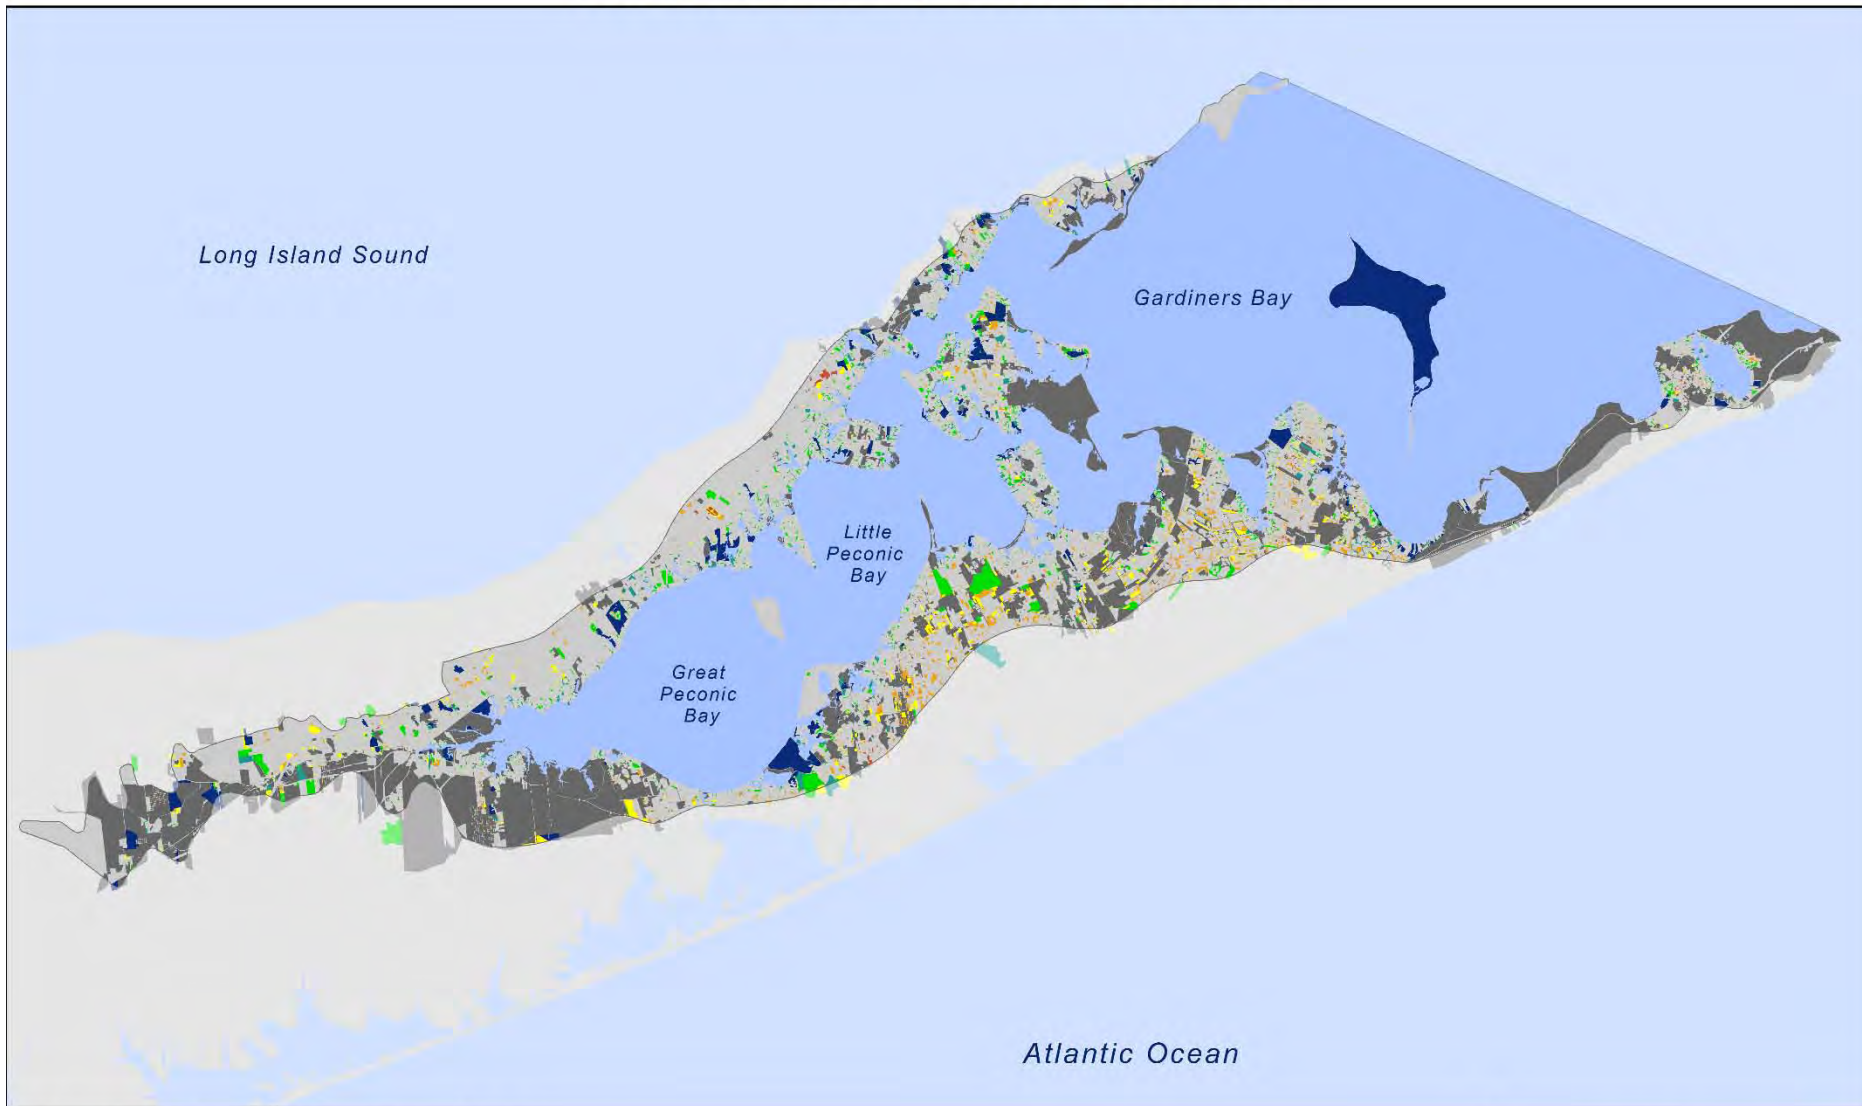 Long Island Sound
Gardiners Bay
Little
Peconic
Bay
Great
Peconic
Bay
Atlantic Ocean